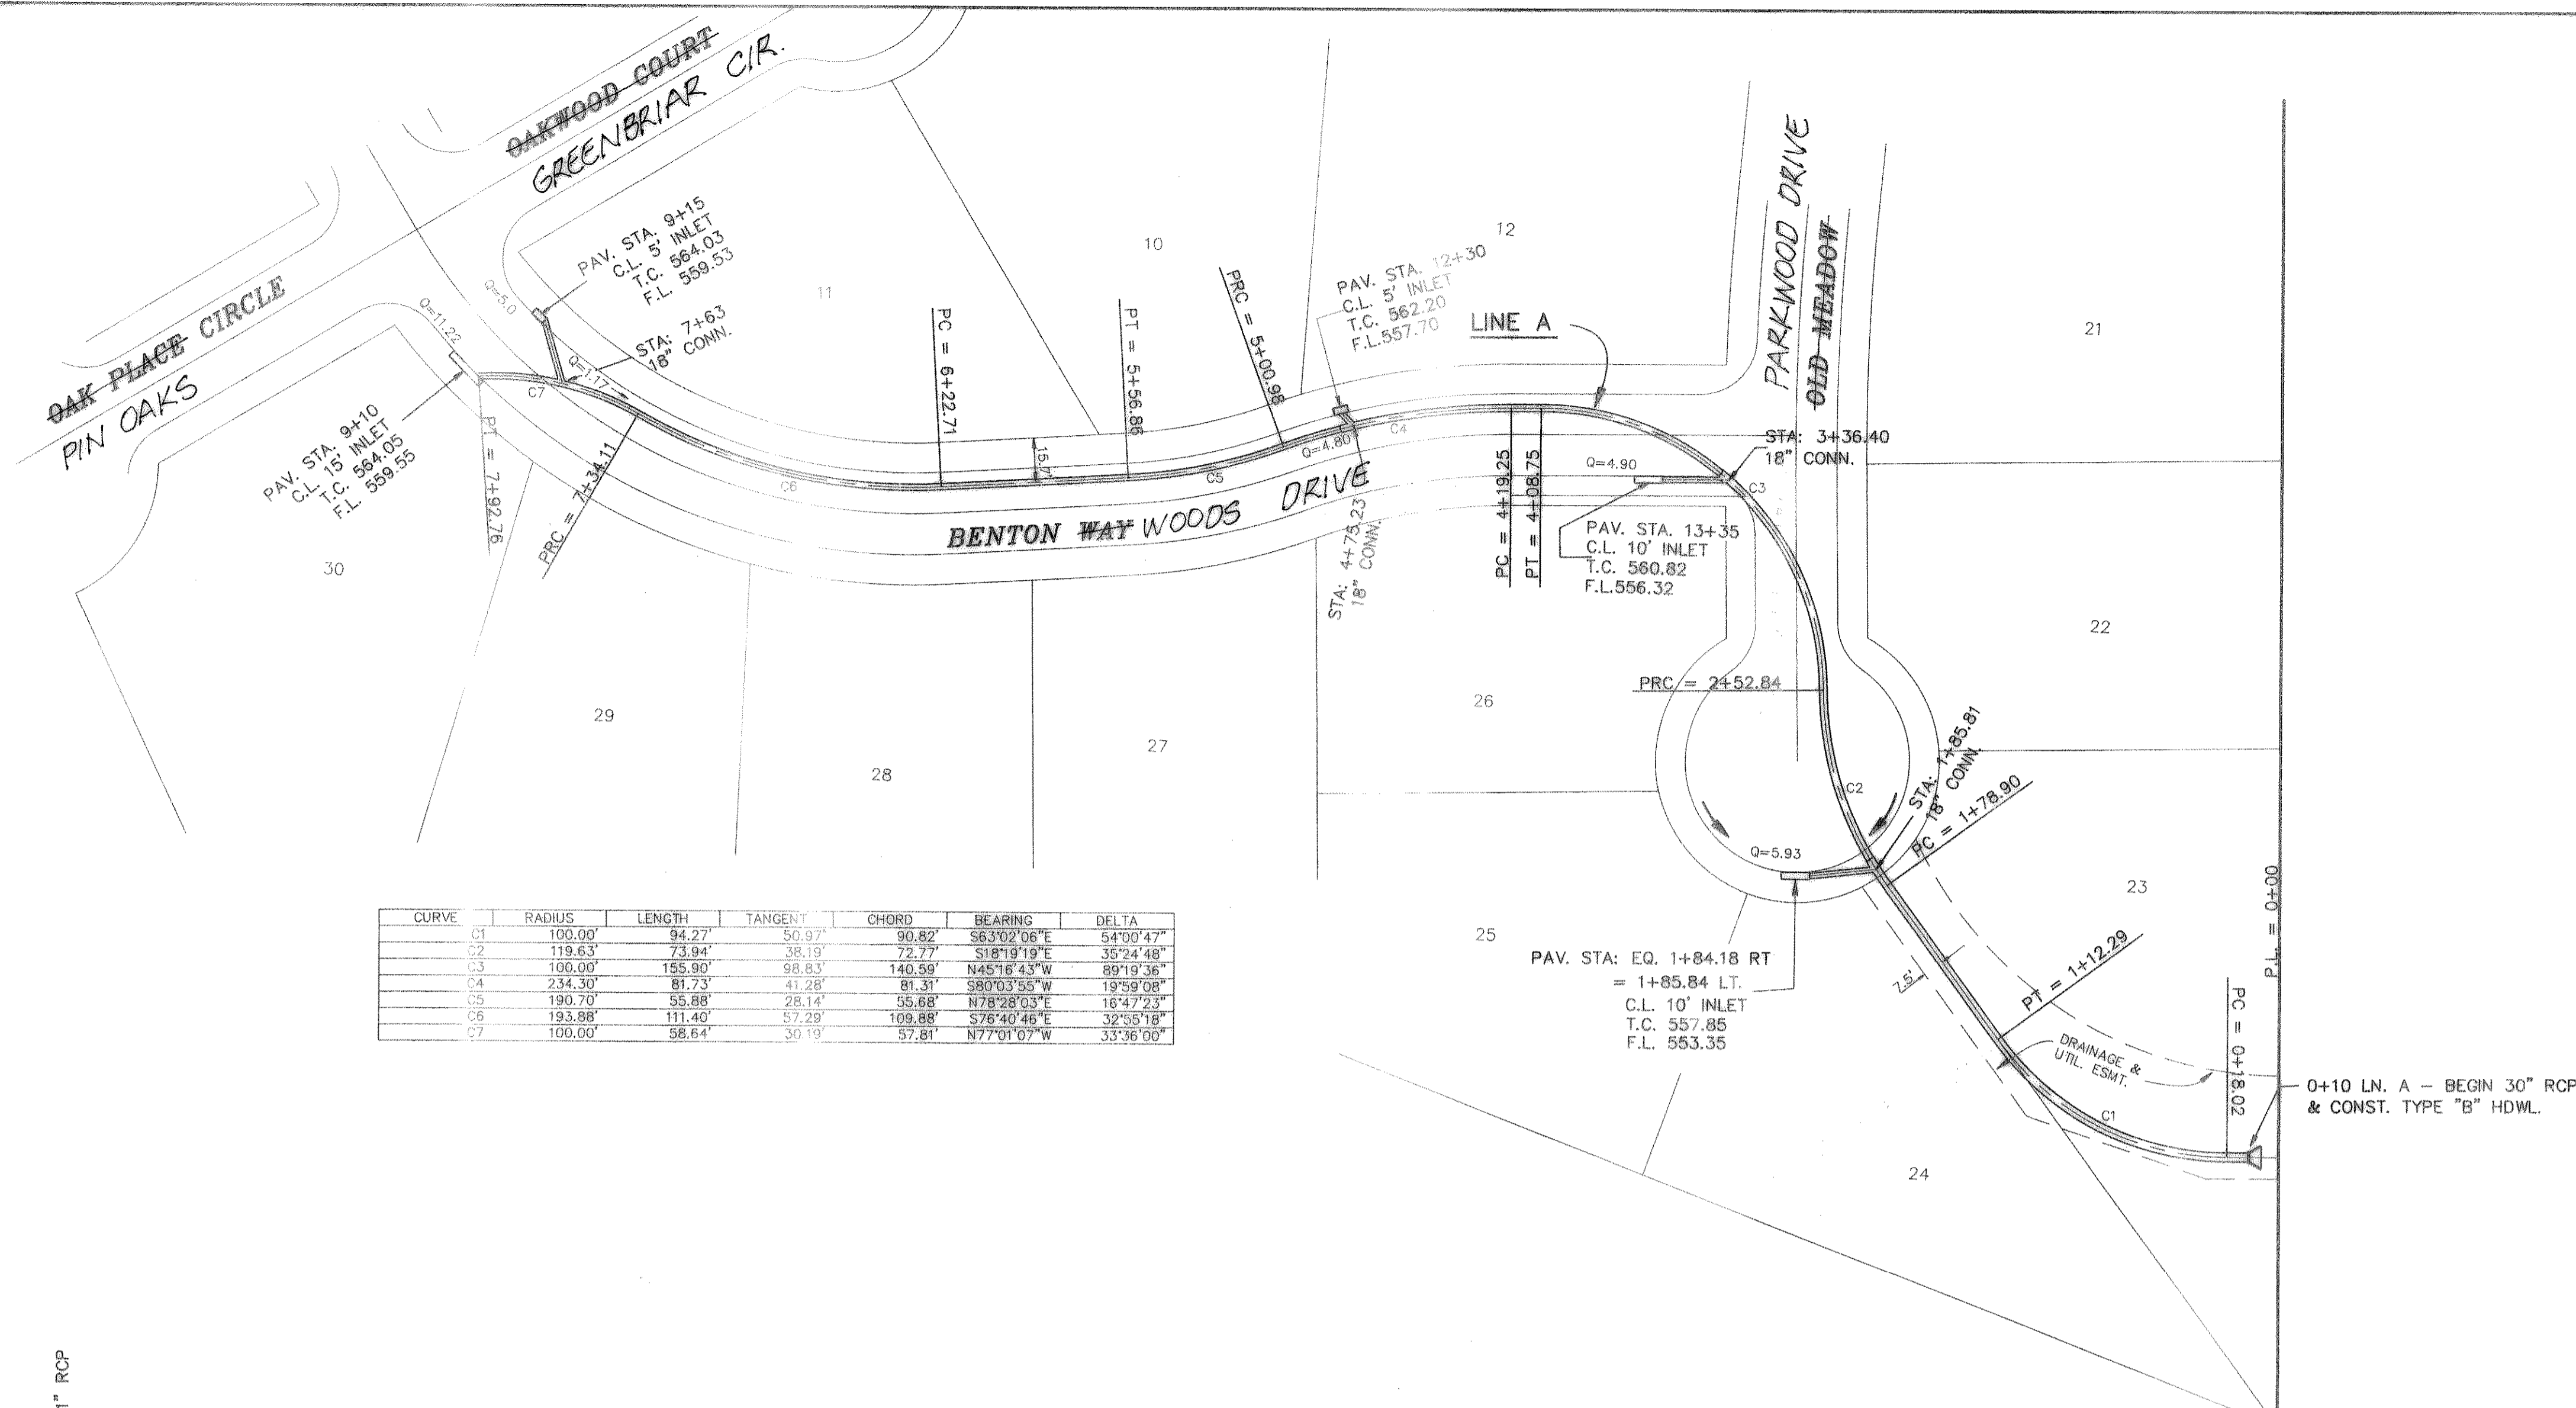 OAKWOOD COURT
GREENBRIAR CIR.
OAK PLACE CIRCLE
PIN OAKS
PAV. STA. 9+15
C.L. 5' INLET
T.C. 564.03
F.L. 559.53
STA: 7+63
18" CONN.
Q=5.0
Q=11.22
Q=1.17
C7
PAV. STA. 9+10
C.L. 15' INLET
T.C. 564.05
F.L. 559.55
PT = 7+92.76
PRC = 7+34.11
C6
11
10
12
PC = 6+22.71
PT = 5+56.86
PRC = 5+00.98
15.7'
C5
PAV. STA. 12+30
C.L. 5' INLET
T.C. 562.20
F.L.557.70
LINE A
Q=4.80
C4
BENTON WAY WOODS DRIVE
STA: 4+75.23
18" CONN.
PC = 4+19.25
PT = 4+08.75
PARKWOOD DRIVE
OLD MEADOW
STA: 3+36.40
18" CONN.
Q=4.90
C3
PAV. STA. 13+35
C.L. 10' INLET
T.C. 560.82
F.L.556.32
21
22
PRC = 2+52.84
26
30
29
28
27
C2
STA: 1+85.81
18" CONN.
PC = 1+78.90
Q=5.93
23
25
PAV. STA: EQ. 1+84.18 RT
= 1+85.84 LT.
C.L. 10' INLET
T.C. 557.85
F.L. 553.35
7.5'
PT = 1+12.29
DRAINAGE &
UTIL. ESMT.
C1
P.L. = 0+00
PC = 0+18.02
0+10 LN. A – BEGIN 30" RCP
& CONST. TYPE "B" HDWL.
24
CURVE RADIUS LENGTH TANGENT CHORD BEARING DELTA
C1 100.00' 94.27' 50.97' 90.82' S63°02'06"E 54°00'47"
C2 119.63' 73.94' 38.19' 72.77' S18°19'19"E 35°24'48"
C3 100.00' 155.90' 98.83' 140.59' N45°16'43"W 89°19'36"
C4 234.30' 81.73' 41.28' 81.31' S80°03'55"W 19°59'08"
C5 190.70' 55.88' 28.14' 55.68' N78°28'03"E 16°47'23"
C6 193.88' 111.40' 57.29' 109.88' S76°40'46"E 32°55'18"
C7 100.00' 58.64' 30.19' 57.81' N77°01'07"W 33°36'00"
1" RCP